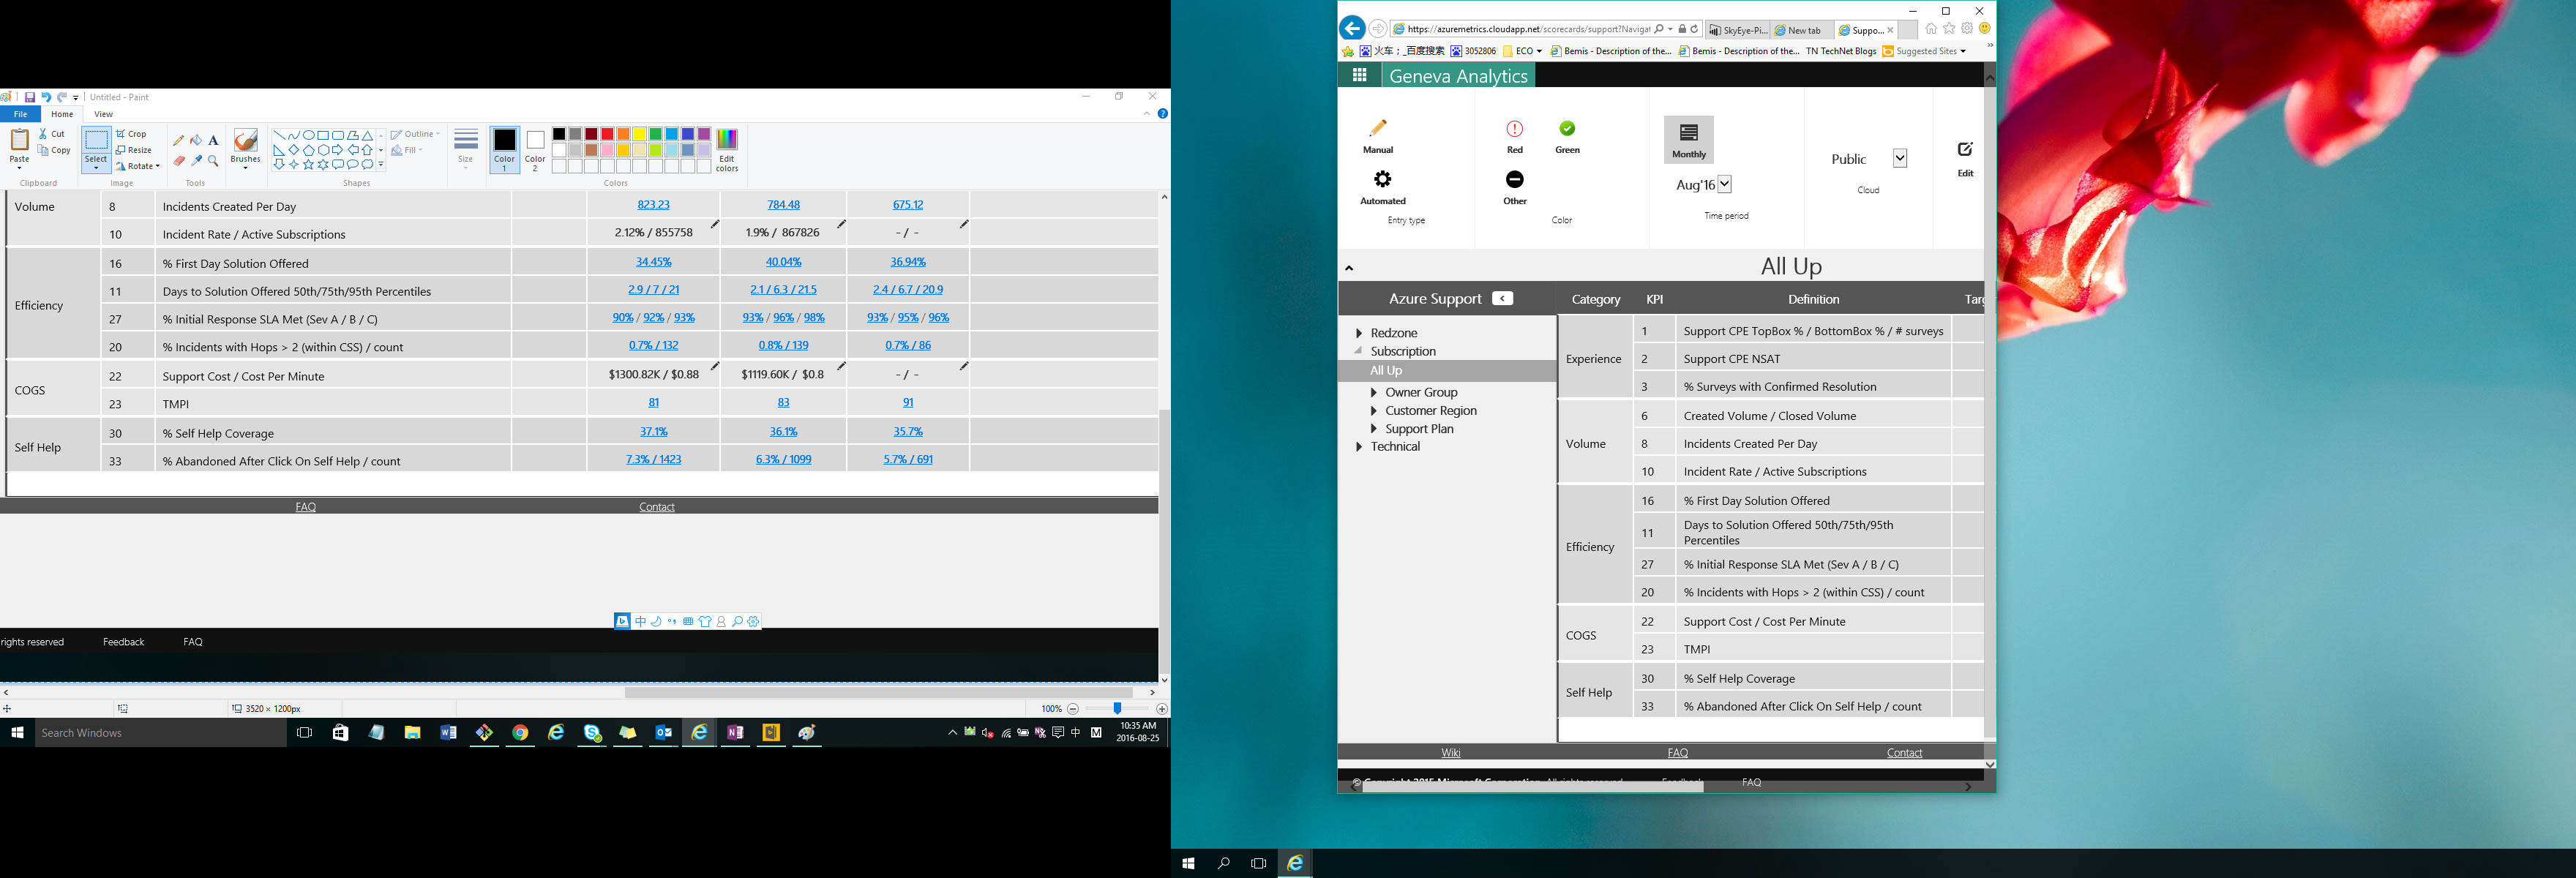 Untitled - Paint
File Home View
Paste Cut Copy
Clipboard
Select Crop Resize Rotate
Image
Tools
Brushes
Outline
Fill
Shapes
Size
Color 1 Color 2
Edit colors
Colors
Volume 8 Incidents Created Per Day 823.23 784.48 675.12
10 Incident Rate / Active Subscriptions 2.12% / 855758 1.9% / 867826 - / -
Efficiency
16 % First Day Solution Offered 34.45% 40.04% 36.94%
11 Days to Solution Offered 50th/75th/95th Percentiles 2.9 / 7 / 21 2.1 / 6.3 / 21.5 2.4 / 6.7 / 20.9
27 % Initial Response SLA Met (Sev A / B / C) 90% / 92% / 93% 93% / 96% / 98% 93% / 95% / 96%
20 % Incidents with Hops > 2 (within CSS) / count 0.7% / 132 0.8% / 139 0.7% / 86
COGS
22 Support Cost / Cost Per Minute $1300.82K / $0.88 $1119.60K / $0.8 - / -
23 TMPI 81 83 91
Self Help
30 % Self Help Coverage 37.1% 36.1% 35.7%
33 % Abandoned After Click On Self Help / count 7.3% / 1423 6.3% / 1099 5.7% / 691
FAQ Contact
中
rights reserved Feedback FAQ
3520 × 1200px
100%
Search Windows
中 M
10:35 AM
2016-08-25
https://azuremetrics.cloudapp.net/scorecards/support?Navigat
SkyEye-Pi... New tab Suppo...
火车；_百度搜索 3052806 ECO Bemis - Description of the... Bemis - Description of the... TN TechNet Blogs Suggested Sites
Geneva Analytics
Manual
Automated
Entry type
Red Green
Other
Color
Monthly
Aug'16
Time period
Public
Cloud
Edit
All Up
Azure Support
Redzone
Subscription
All Up
Owner Group
Customer Region
Support Plan
Technical
Category KPI Definition Targ
Experience
1 Support CPE TopBox % / BottomBox % / # surveys
2 Support CPE NSAT
3 % Surveys with Confirmed Resolution
Volume
6 Created Volume / Closed Volume
8 Incidents Created Per Day
10 Incident Rate / Active Subscriptions
Efficiency
16 % First Day Solution Offered
11 Days to Solution Offered 50th/75th/95th
Percentiles
27 % Initial Response SLA Met (Sev A / B / C)
20 % Incidents with Hops > 2 (within CSS) / count
COGS
22 Support Cost / Cost Per Minute
23 TMPI
Self Help
30 % Self Help Coverage
33 % Abandoned After Click On Self Help / count
Wiki FAQ Contact
© Copyright 2015 Microsoft Corporation. All rights reserved Feedback FAQ